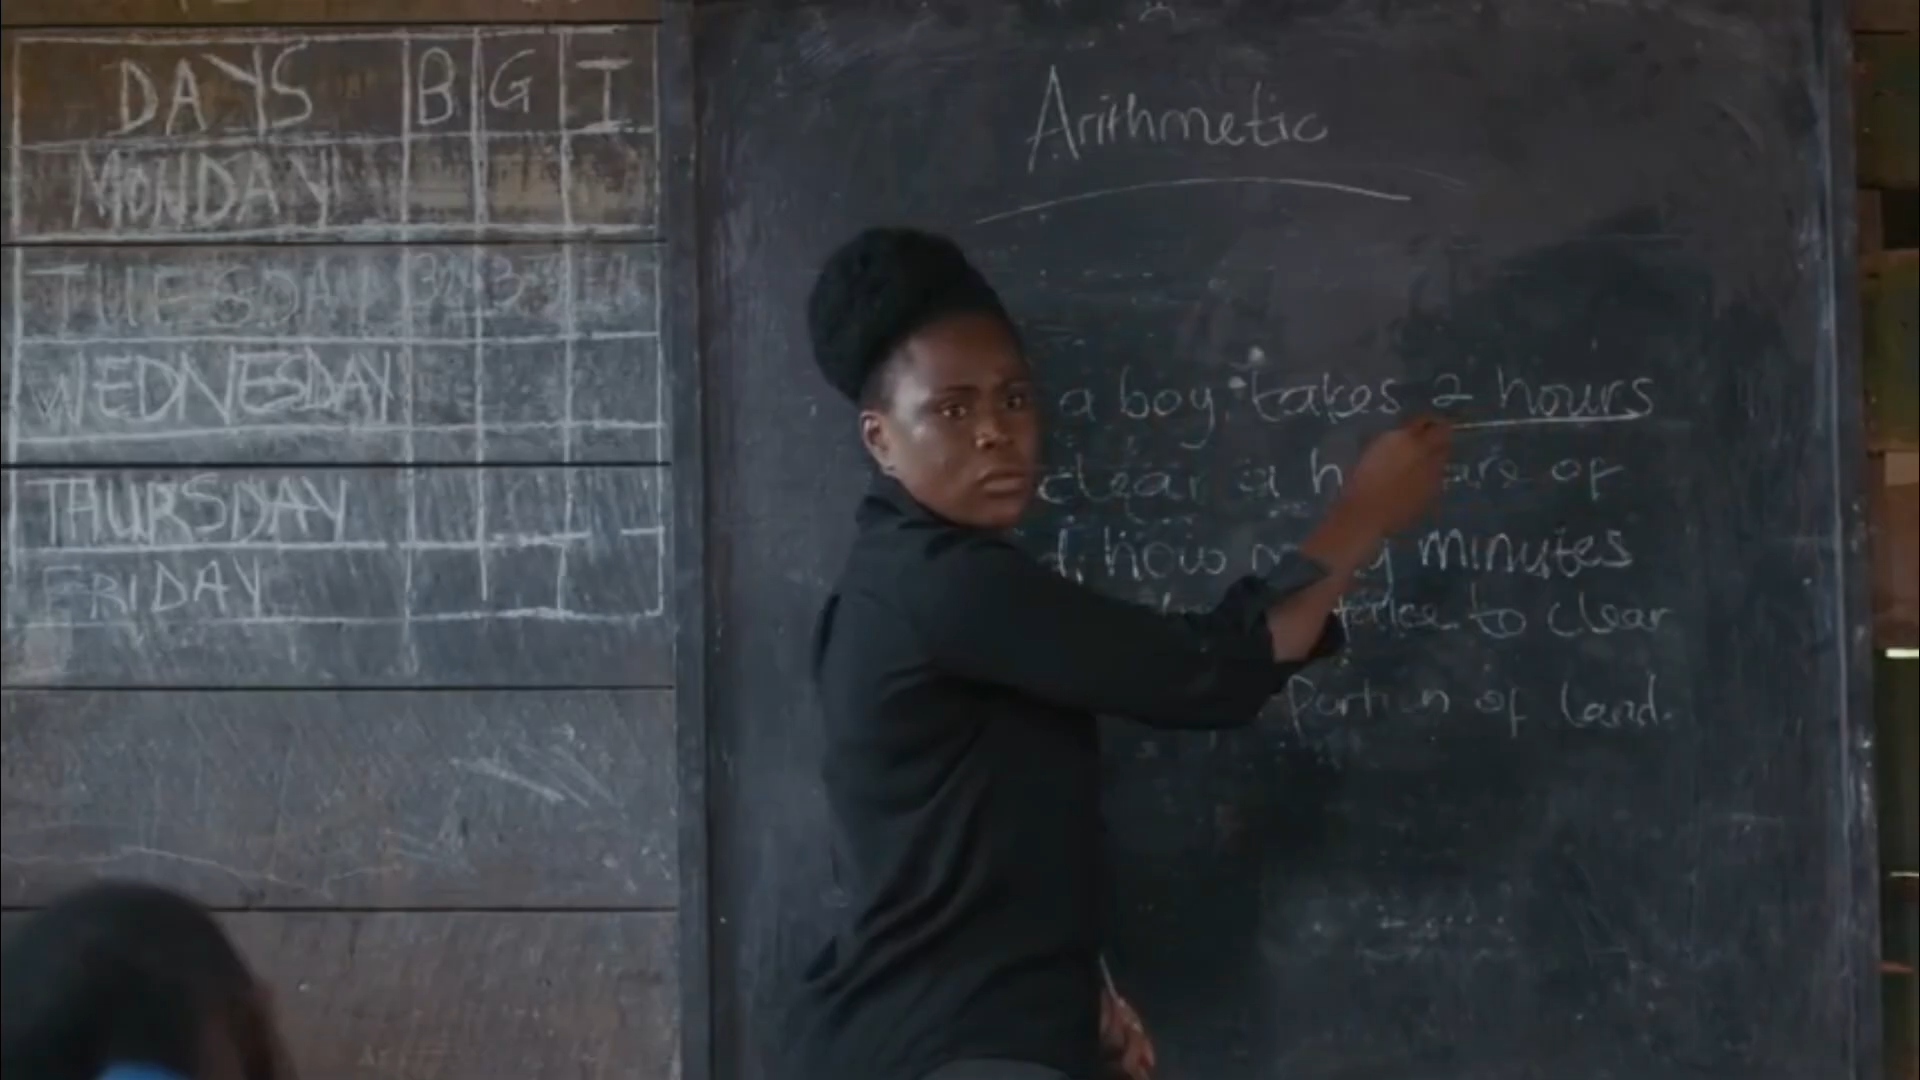 DAYS B G I
MONDAY
TUESDAY
WEDNESDAY
THURSDAY
FRIDAY
Arithmetic
a boy takes 2 hours
clear a of
how minutes
take to clear
portion of land.